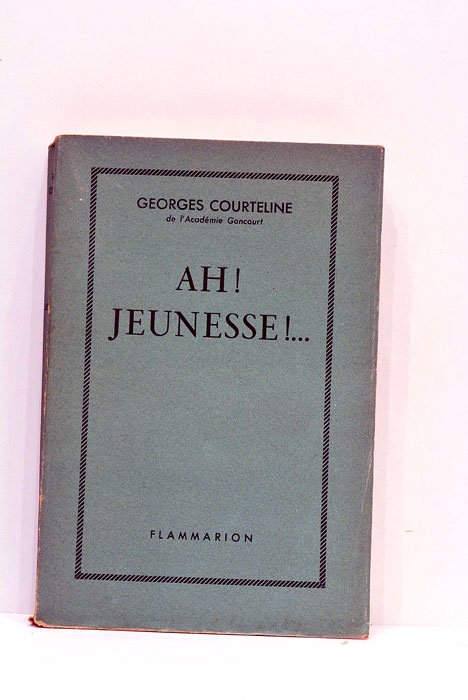 GEORGES COURTELINE
de l'Académie Goncourt
AH!
JEUNESSE!...
FLAMMARION